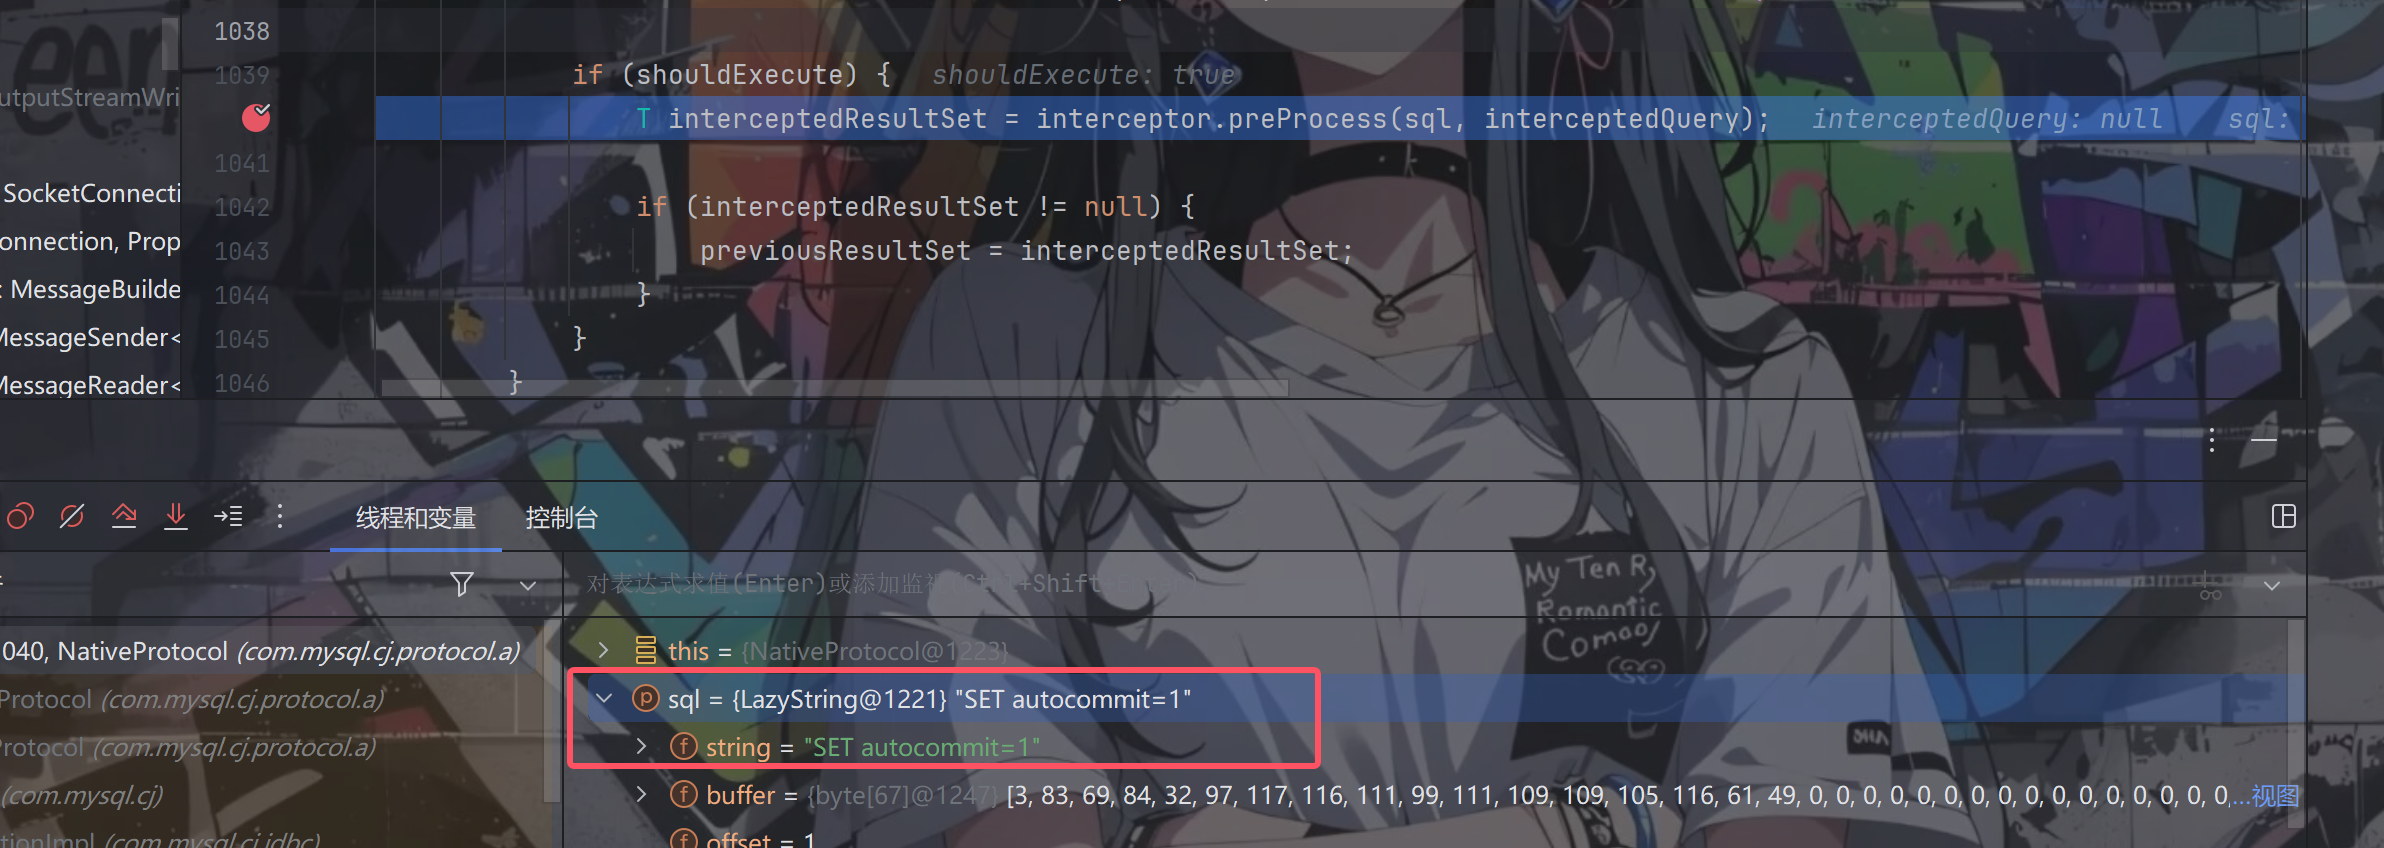 1038
1039 if (shouldExecute) { shouldExecute: true
utputStreamWri
T interceptedResultSet = interceptor.preProcess(sql, interceptedQuery); interceptedQuery: null sql:
1041
SocketConnecti
1042 if (interceptedResultSet != null) {
onnection, Prop
1043 previousResultSet = interceptedResultSet;
: MessageBuilde
1044 }
MessageSender<
1045 }
MessageReader<
1046 }
线程和变量 控制台
对表达式求值(Enter)或添加监视(Ctrl+Shift+Enter)
My Ten R,
Romantic
040, NativeProtocol (com.mysql.cj.protocol.a)
this = {NativeProtocol@1223}
Protocol (com.mysql.cj.protocol.a)
sql = {LazyString@1221} "SET autocommit=1"
rotocol (com.mysql.cj.protocol.a)
string = "SET autocommit=1"
(com.mysql.cj)
buffer = {byte[67]@1247} [3, 83, 69, 84, 32, 97, 117, 116, 111, 99, 111, 109, 109, 105, 116, 61, 49, 0, 0, 0, 0, 0, 0, 0, 0, 0, 0, 0, 0, 0, 0, 0, 0,...视图
tionImpl (com.mysql.cj.jdbc)
offset = 1